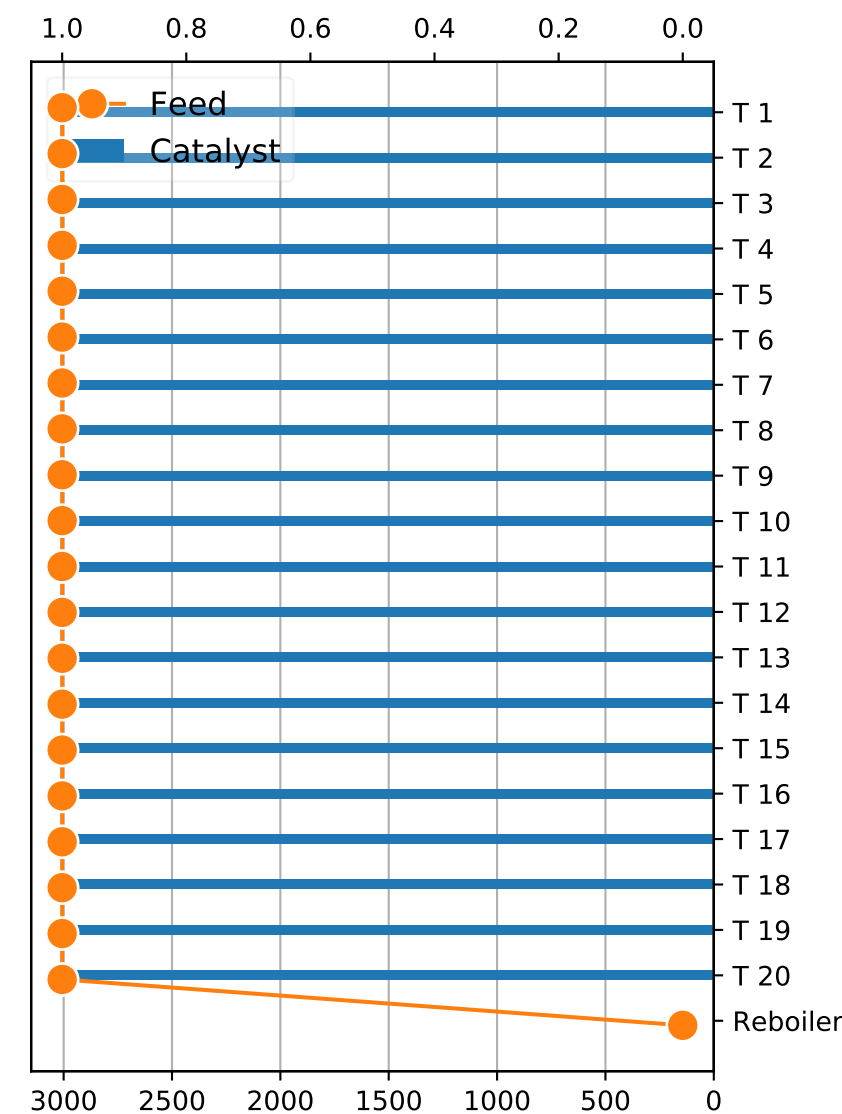 1.0 0.8 0.6 0.4 0.2 0.0
Feed
Catalyst
T 1
T 2
T 3
T 4
T 5
T 6
T 7
T 8
T 9
T 10
T 11
T 12
T 13
T 14
T 15
T 16
T 17
T 18
T 19
T 20
Reboiler
3000 2500 2000 1500 1000 500 0